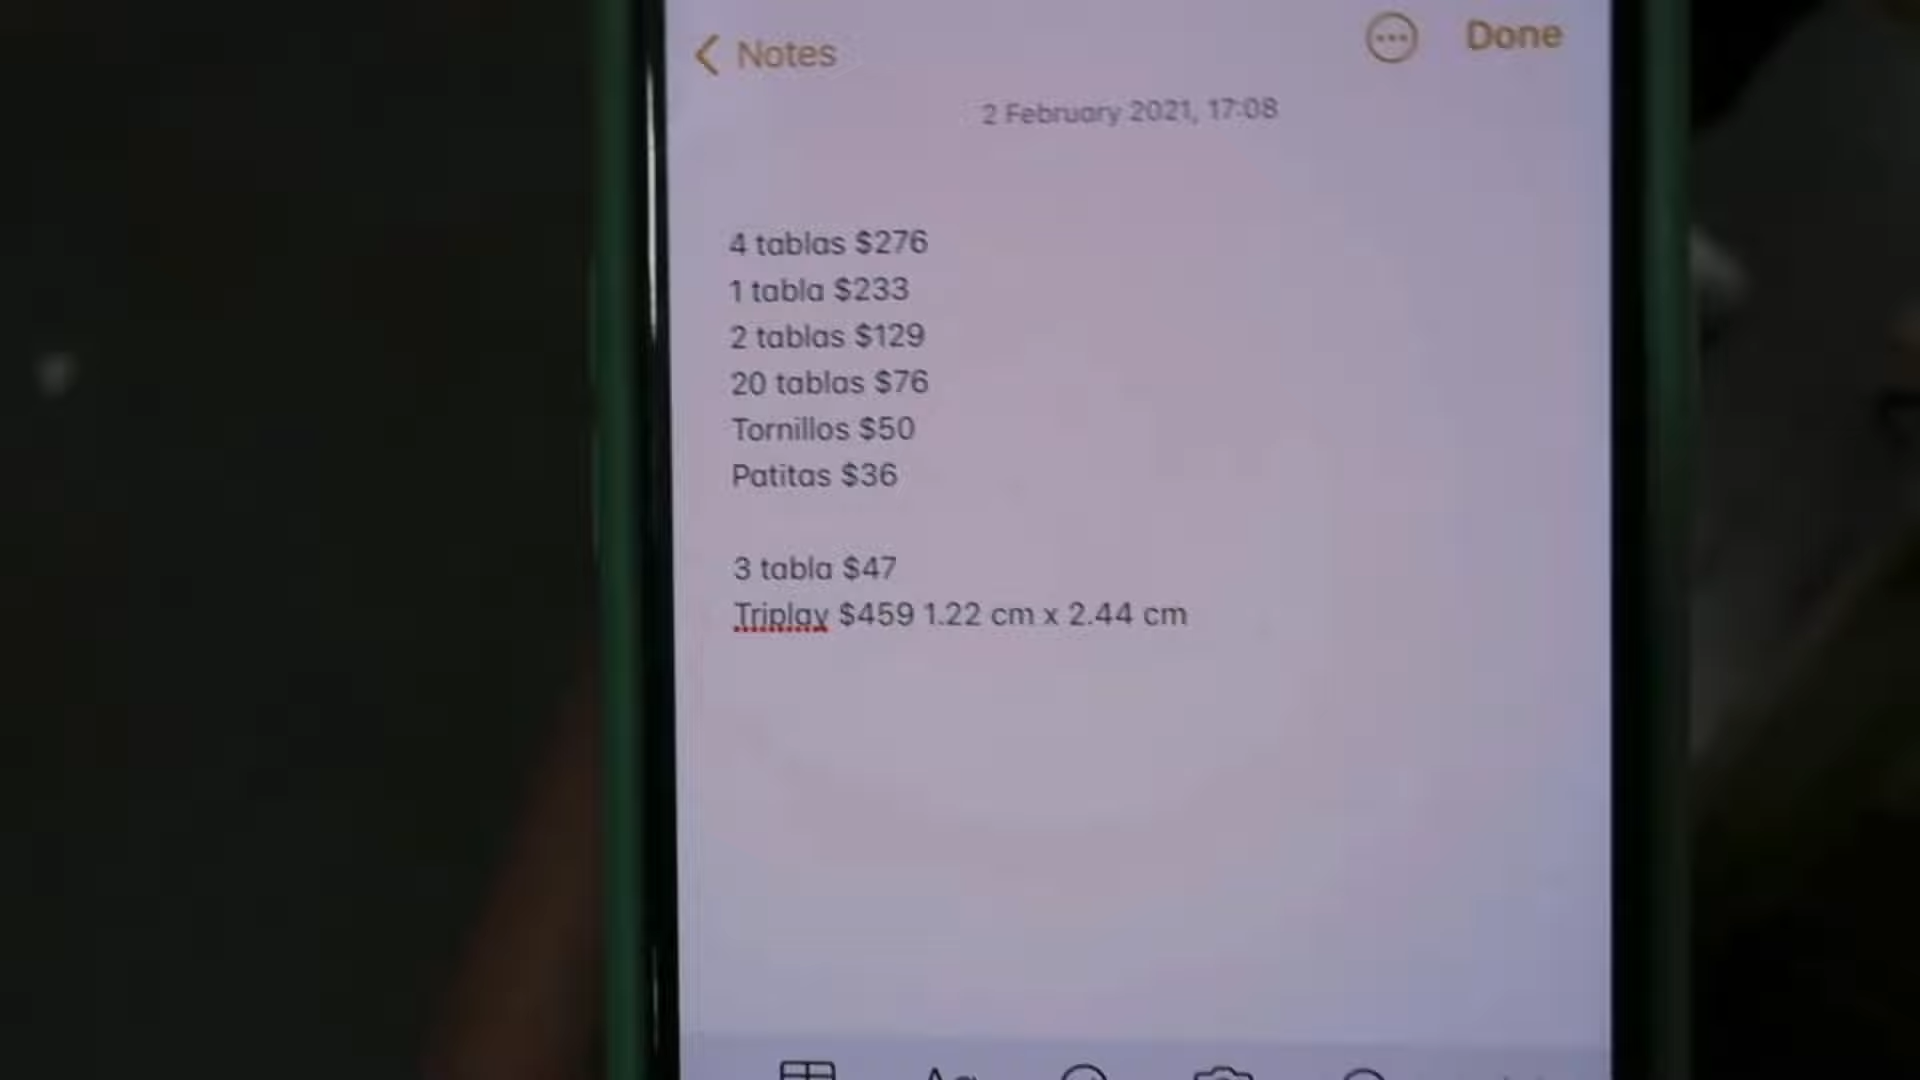 Notes
Done
2 February 2021, 17:08
4 tablas $276
1 tabla $233
2 tablas $129
20 tablas $76
Tornillos $50
Patitas $36
3 tabla $47
Triplay $459 1.22 cm x 2.44 cm
Aa